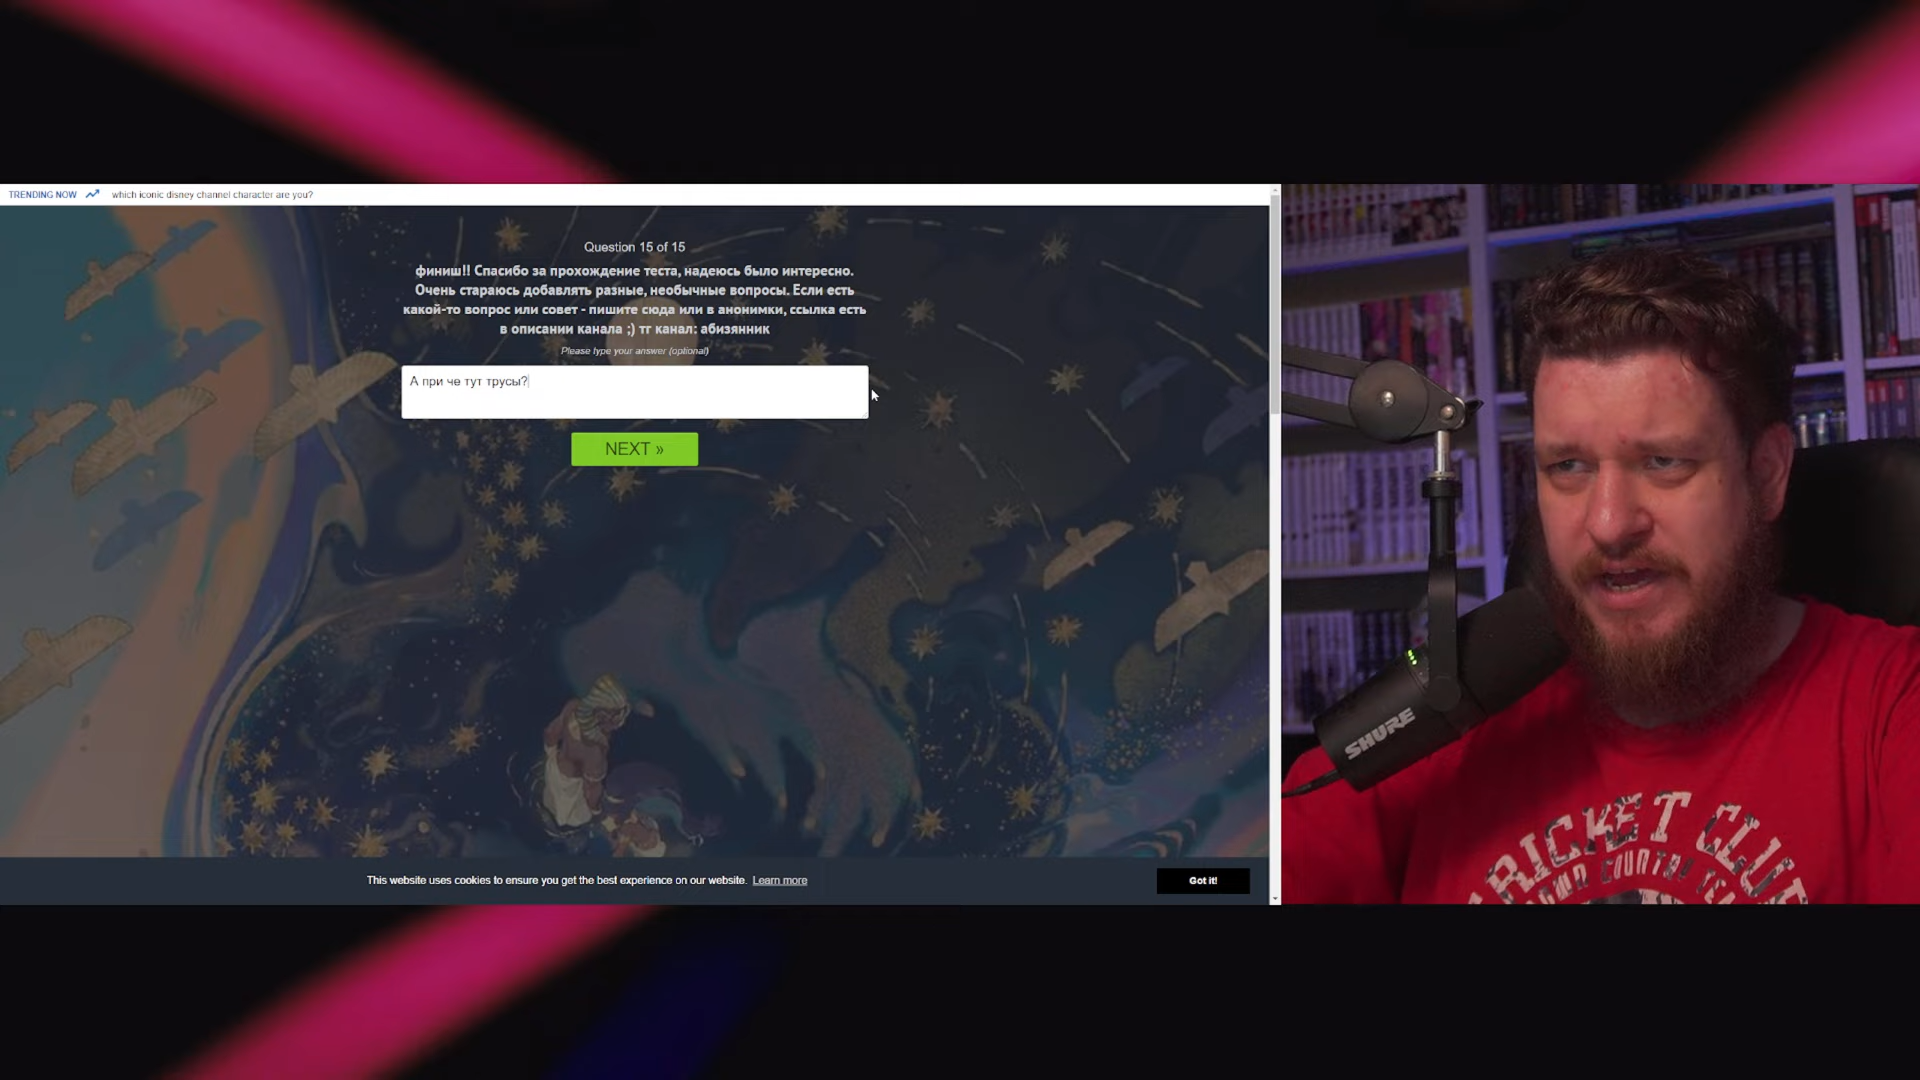 TRENDING NOW which iconic disney channel character are you?
Question 15 of 15
финиш!! Спасибо за прохождение теста, надеюсь было интересно.
Очень стараюсь добавлять разные, необычные вопросы. Если есть
какой-то вопрос или совет - пишите сюда или в анонимки, ссылка есть
в описании канала ;) тг канал: абизянник
Please type your answer (optional)
А при че тут трусы?
NEXT »
This website uses cookies to ensure you get the best experience on our website. Learn more
Got it!
SHURE
CRICKET CLUB